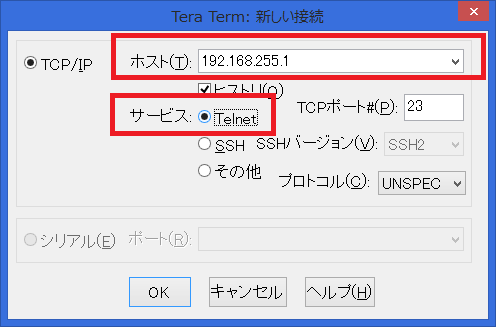 Tera Term: 新しい接続
TCP/IP
ホスト(T): 192.168.255.1
ヒストリ(O)
サービス: Telnet
TCPポート#(P): 23
SSH
SSHバージョン(V): SSH2
その他
プロトコル(C): UNSPEC
シリアル(E)
ポート(R):
OK
キャンセル
ヘルプ(H)